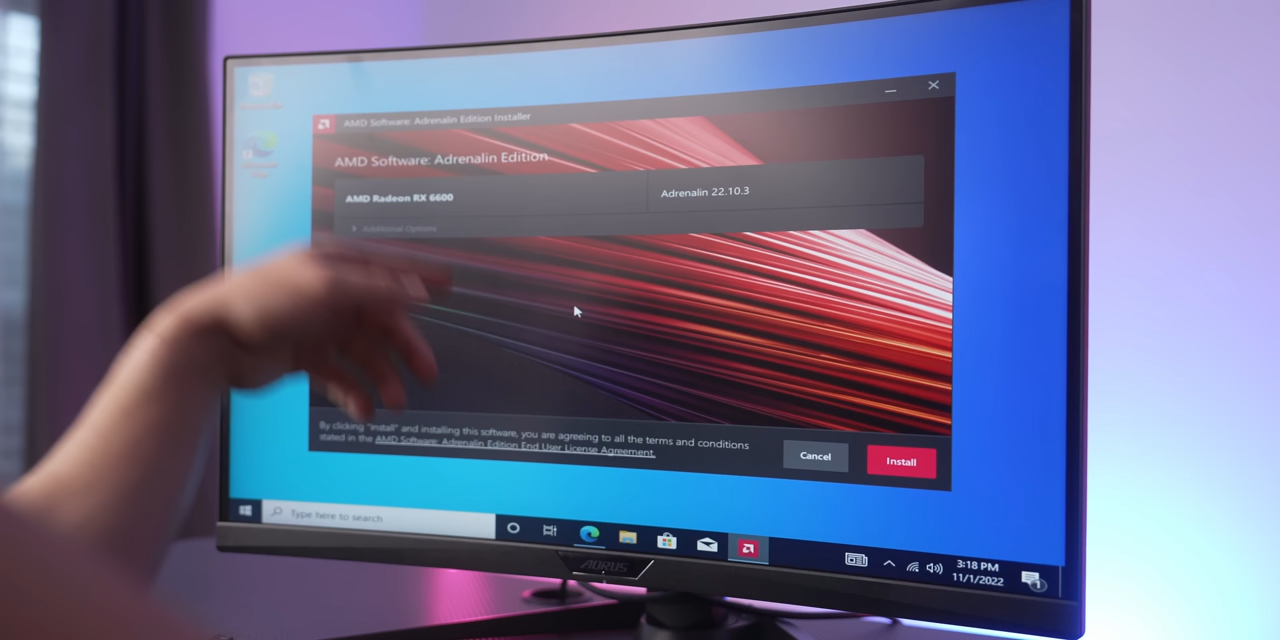 AMD Software: Adrenalin Edition Installer
AMD Software: Adrenalin Edition
AMD Radeon RX 6600
Adrenalin 22.10.3
Additional Options
By clicking "Install" and installing this software, you are agreeing to all the terms and conditions
stated in the AMD Software: Adrenalin Edition End User License Agreement.
Cancel
Install
Type here to search
3:18 PM
11/1/2022
1
AORUS